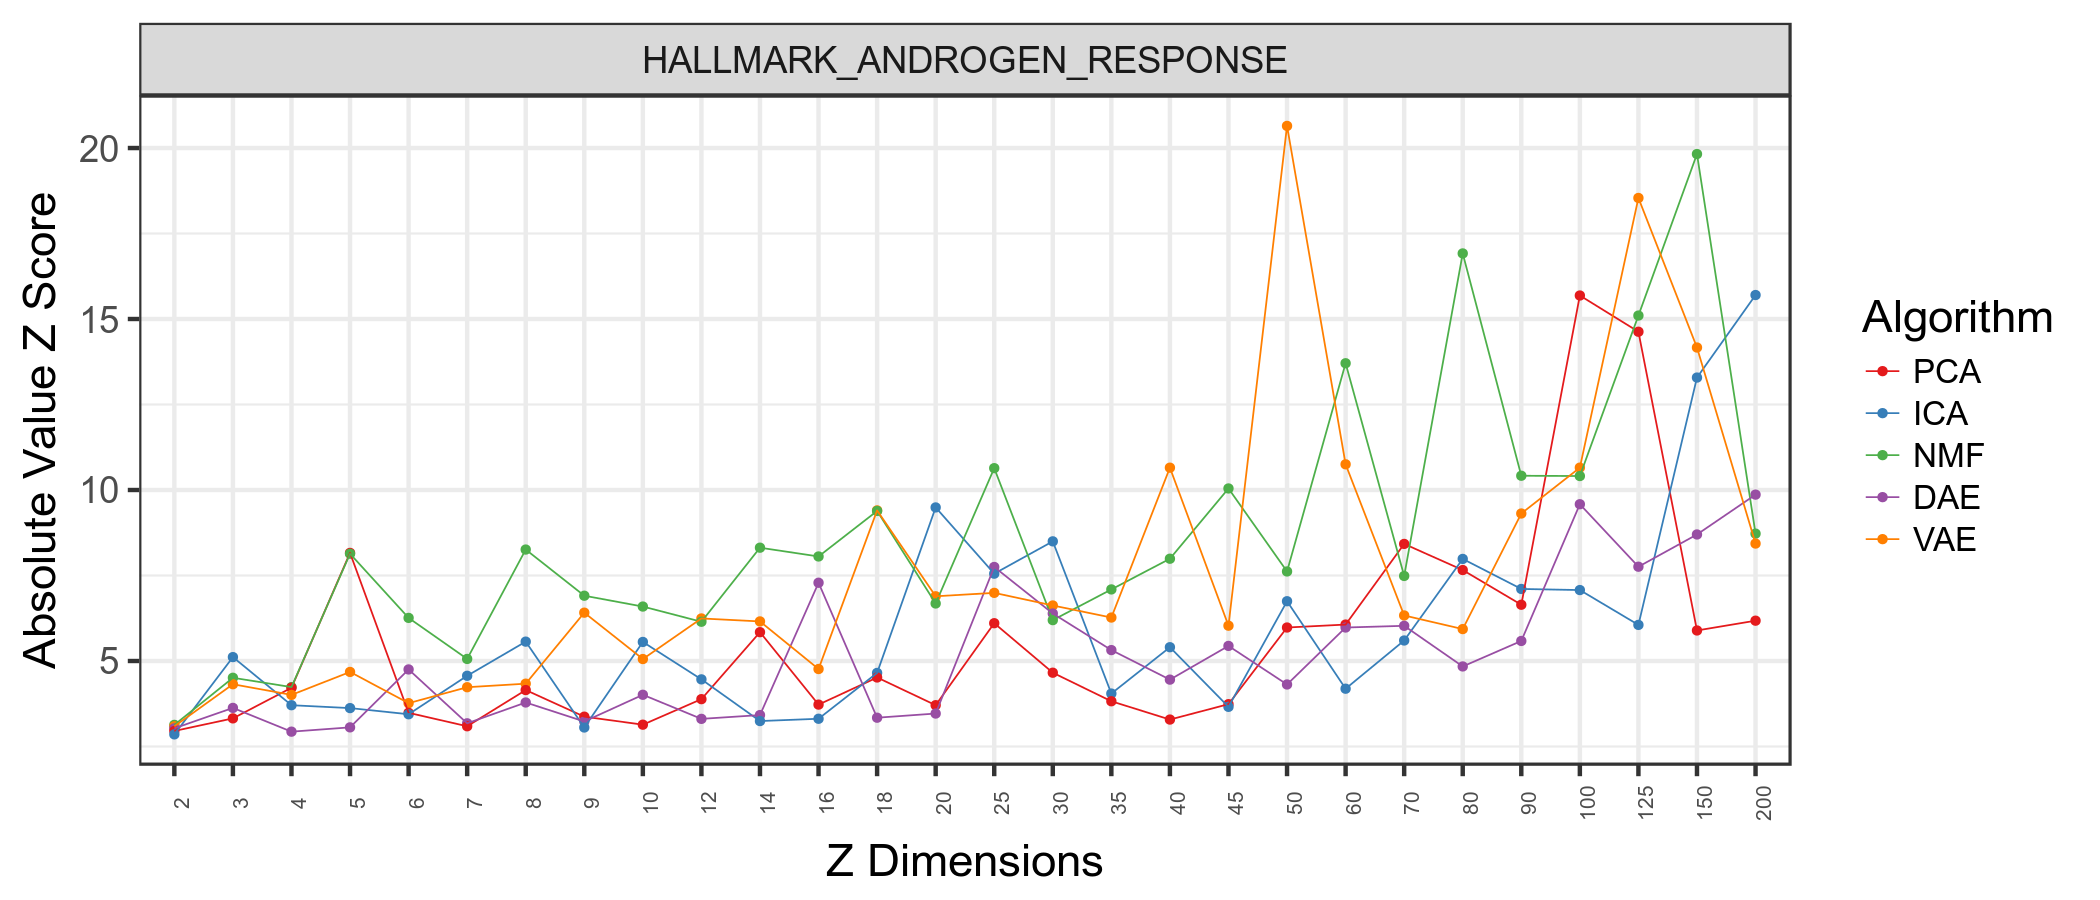 HALLMARK_ANDROGEN_RESPONSE
Absolute Value Z Score
20
15
10
5
2 3 4 5 6 7 8 9 10 12 14 16 18 20 25 30 35 40 45 50 60 70 80 90 100 125 150 200
Z Dimensions
Algorithm
PCA
ICA
NMF
DAE
VAE